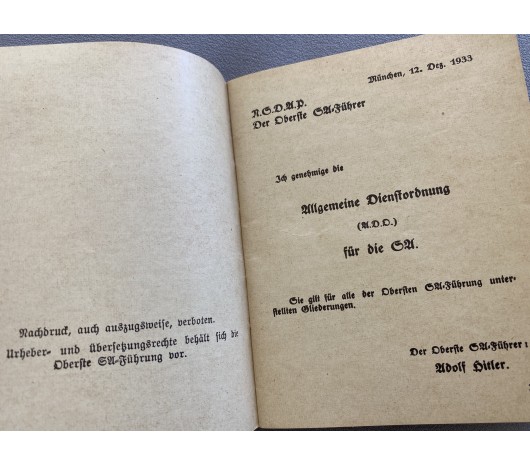 Nachdruck, auch auszugsweise, verboten.
Urheber- und Übersetzungsrechte behält sich die
Oberste SA-Führung vor.
München, 12. Dez. 1933
N.S.D.A.P.
Der Oberste SA-Führer
Ich genehmige die
Allgemeine Dienstordnung
(A.D.O.)
für die SA.
Sie gilt für alle der Obersten SA-Führung unter-
stellten Gliederungen.
Der Oberste SA-Führer:
Adolf Hitler.